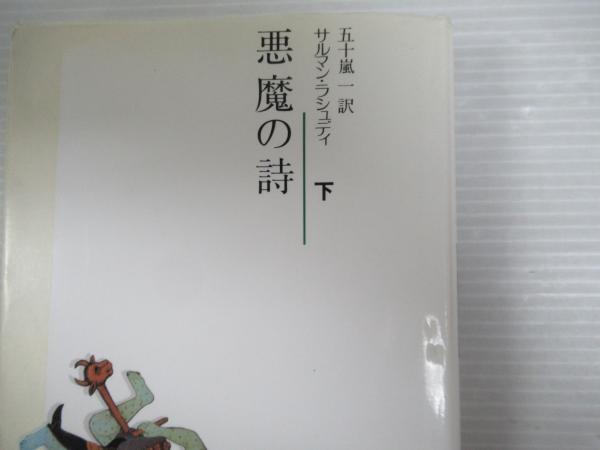 五十嵐一訳
サルマン・ラシュディ
悪魔の詩
下